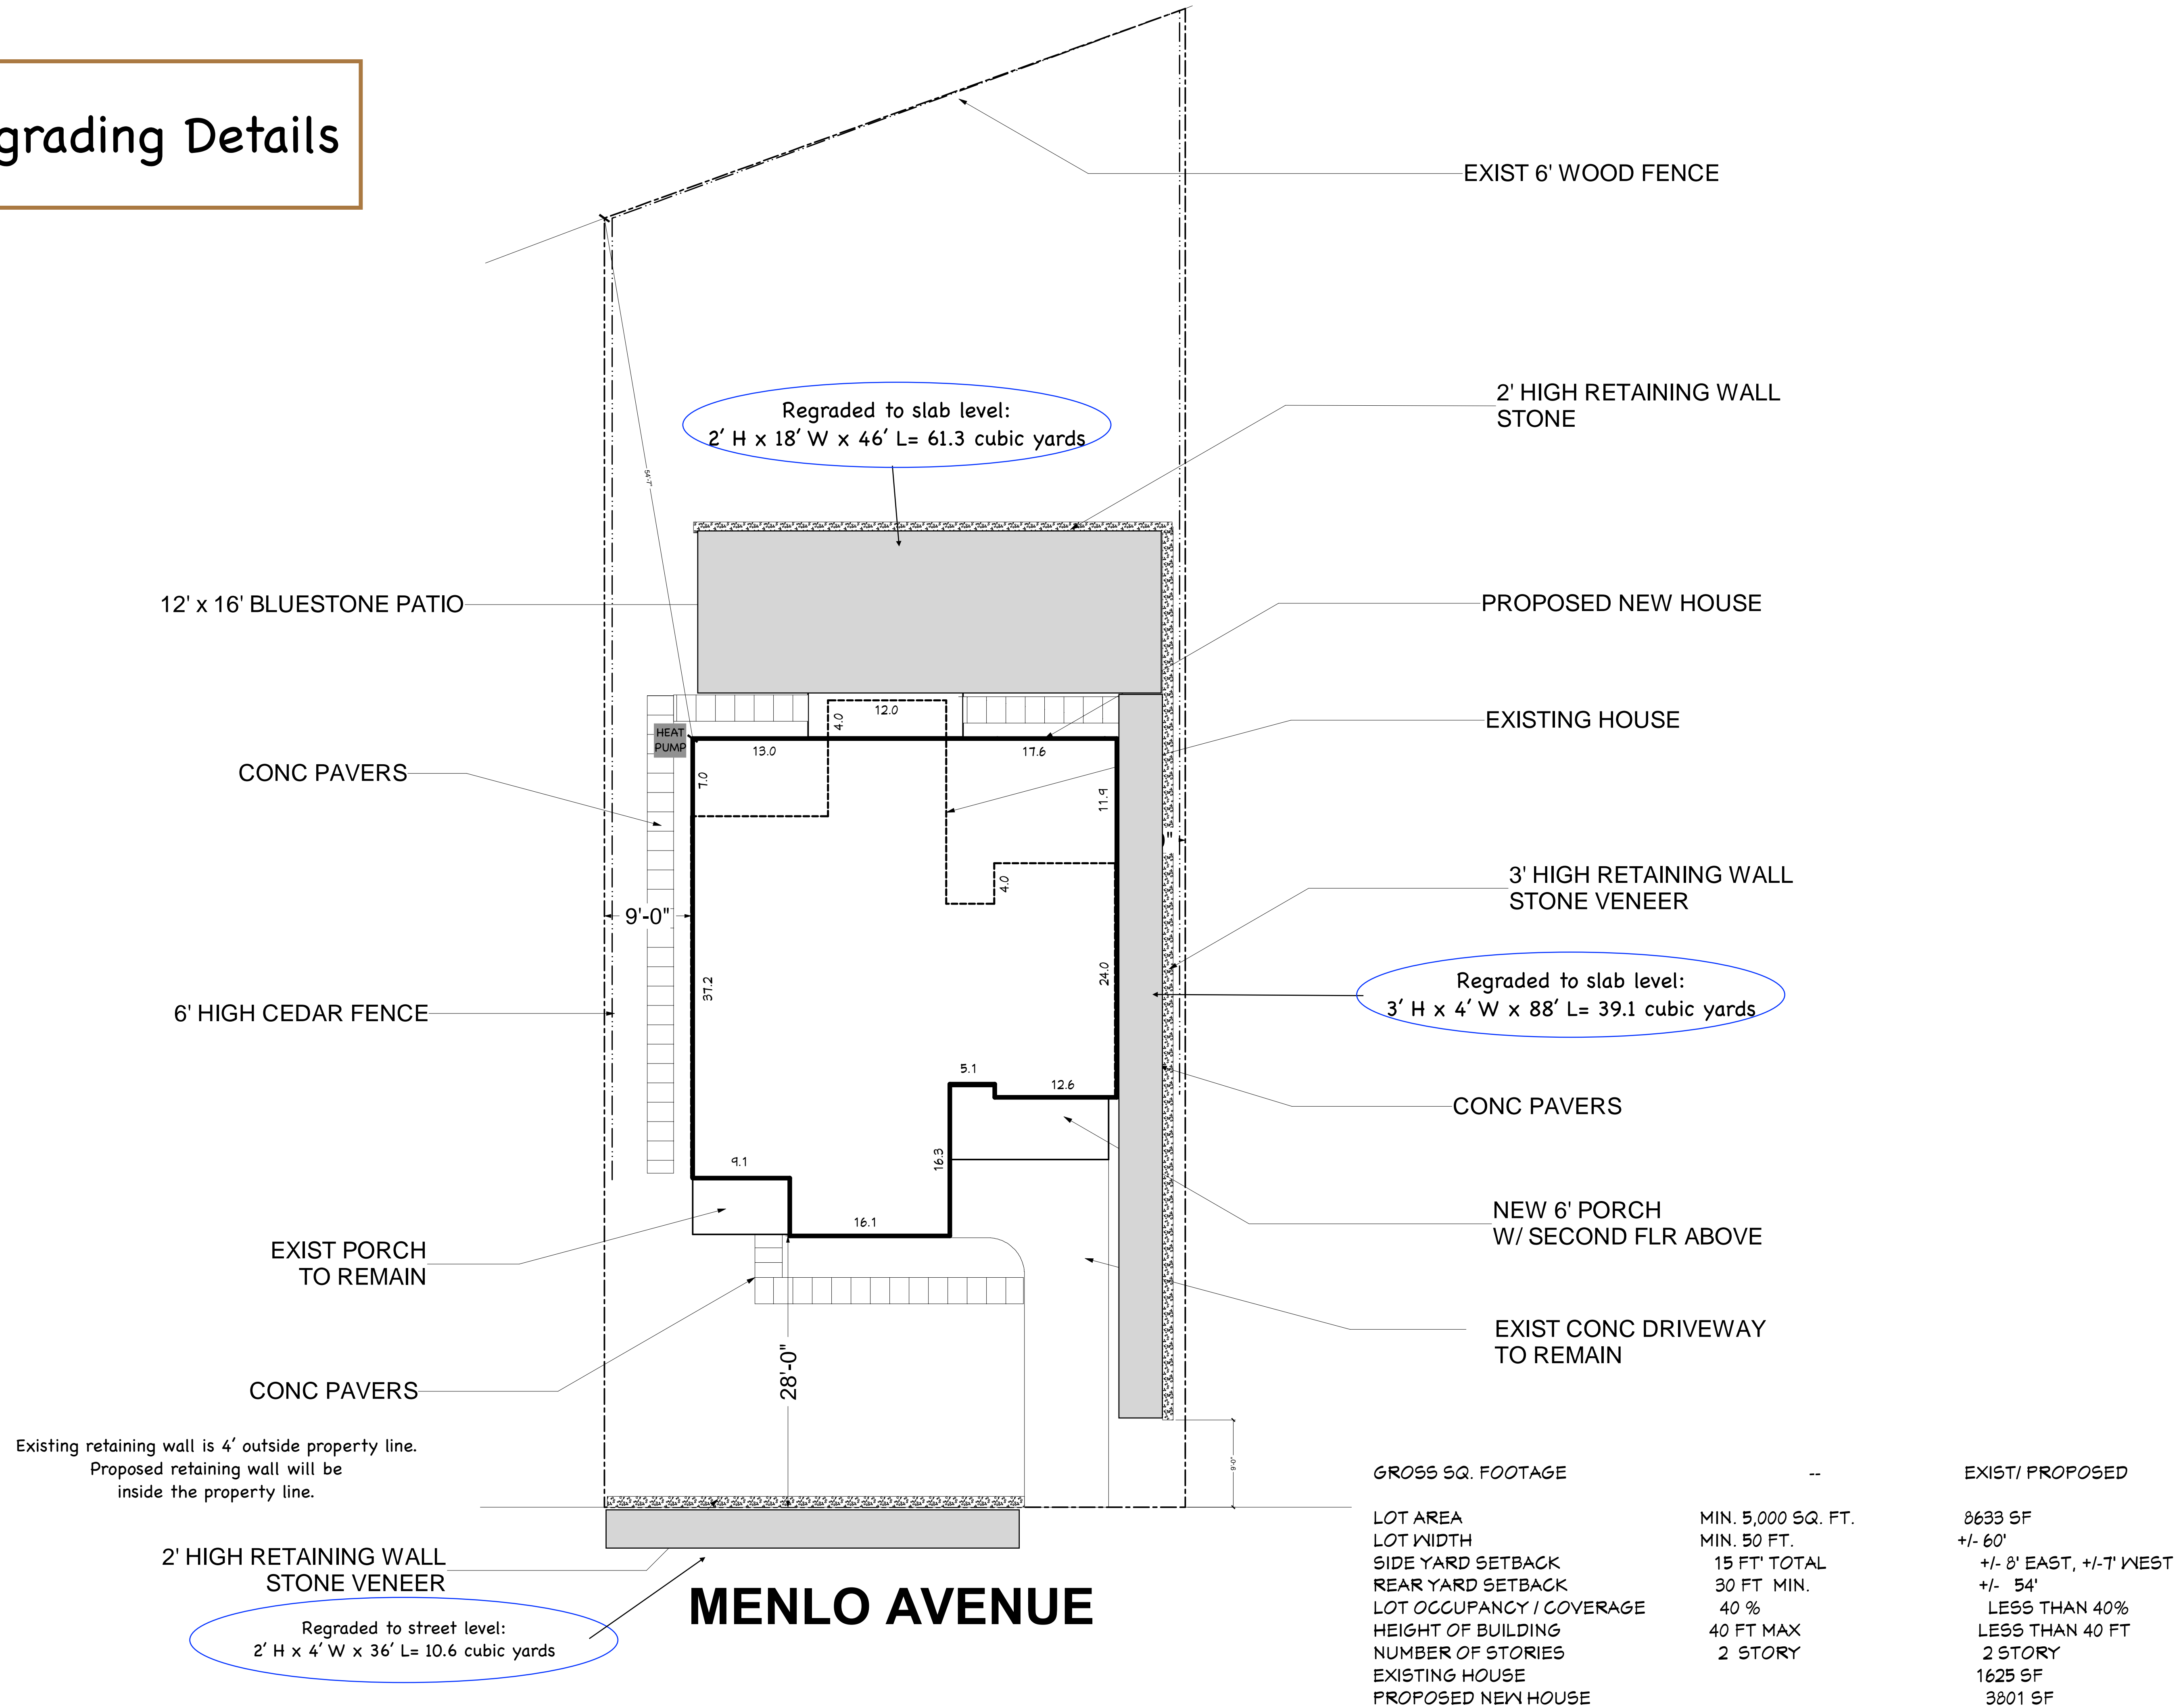 grading Details
EXIST 6' WOOD FENCE
2' HIGH RETAINING WALL
STONE
Regraded to slab level:
2' H x 18' W x 46' L= 61.3 cubic yards
54'-7"
12' x 16' BLUESTONE PATIO
PROPOSED NEW HOUSE
EXISTING HOUSE
HEAT
PUMP
12.0
4.0
13.0
17.6
7.0
11.9
CONC PAVERS
4.0
3' HIGH RETAINING WALL
STONE VENEER
9'-0"
37.2
24.0
Regraded to slab level:
3' H x 4' W x 88' L= 39.1 cubic yards
6' HIGH CEDAR FENCE
5.1
12.6
CONC PAVERS
9.1
16.3
16.1
NEW 6' PORCH
W/ SECOND FLR ABOVE
EXIST PORCH
TO REMAIN
28'-0"
EXIST CONC DRIVEWAY
TO REMAIN
CONC PAVERS
Existing retaining wall is 4' outside property line.
Proposed retaining wall will be
inside the property line.
2' HIGH RETAINING WALL
STONE VENEER
Regraded to street level:
2' H x 4' W x 36' L= 10.6 cubic yards
MENLO AVENUE
GROSS SQ. FOOTAGE -- EXIST/ PROPOSED
LOT AREA MIN. 5,000 SQ. FT. 8633 SF
LOT WIDTH MIN. 50 FT. +/- 60'
SIDE YARD SETBACK 15 FT' TOTAL +/- 8' EAST, +/-7' WEST
REAR YARD SETBACK 30 FT MIN. +/- 54'
LOT OCCUPANCY / COVERAGE 40 % LESS THAN 40%
HEIGHT OF BUILDING 40 FT MAX LESS THAN 40 FT
NUMBER OF STORIES 2 STORY 2 STORY
EXISTING HOUSE 1625 SF
PROPOSED NEW HOUSE 3801 SF